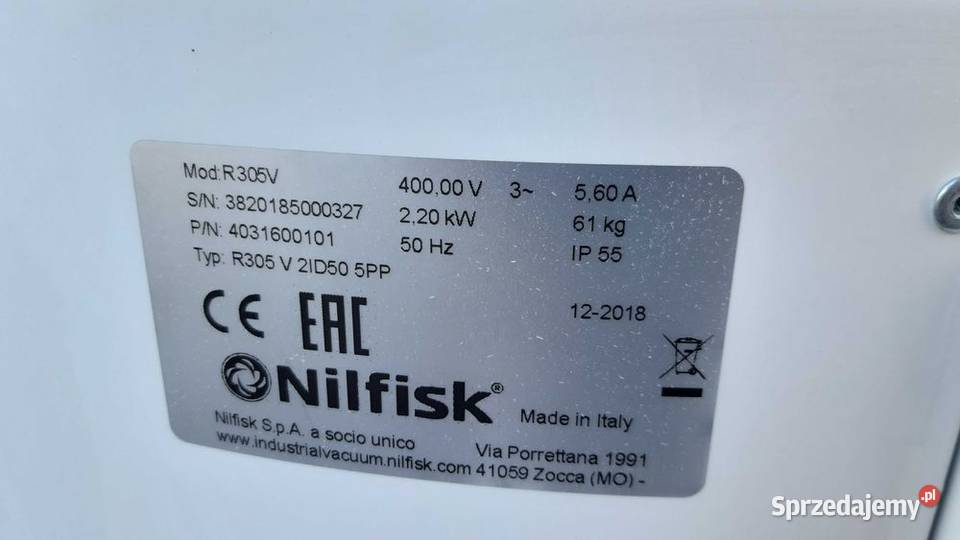 Mod: R305V 400,00 V 3~ 5,60 A
S/N: 3820185000327 2,20 kW 61 kg
P/N: 4031600101 50 Hz IP 55
Typ: R305 V 2ID50 5PP
CE EAC 12-2018
Nilfisk®
Made in Italy
Nilfisk S.p.A. a socio unico Via Porrettana 1991
www.industrialvacuum.nilfisk.com 41059 Zocca (MO) -
Sprzedajemy.pl